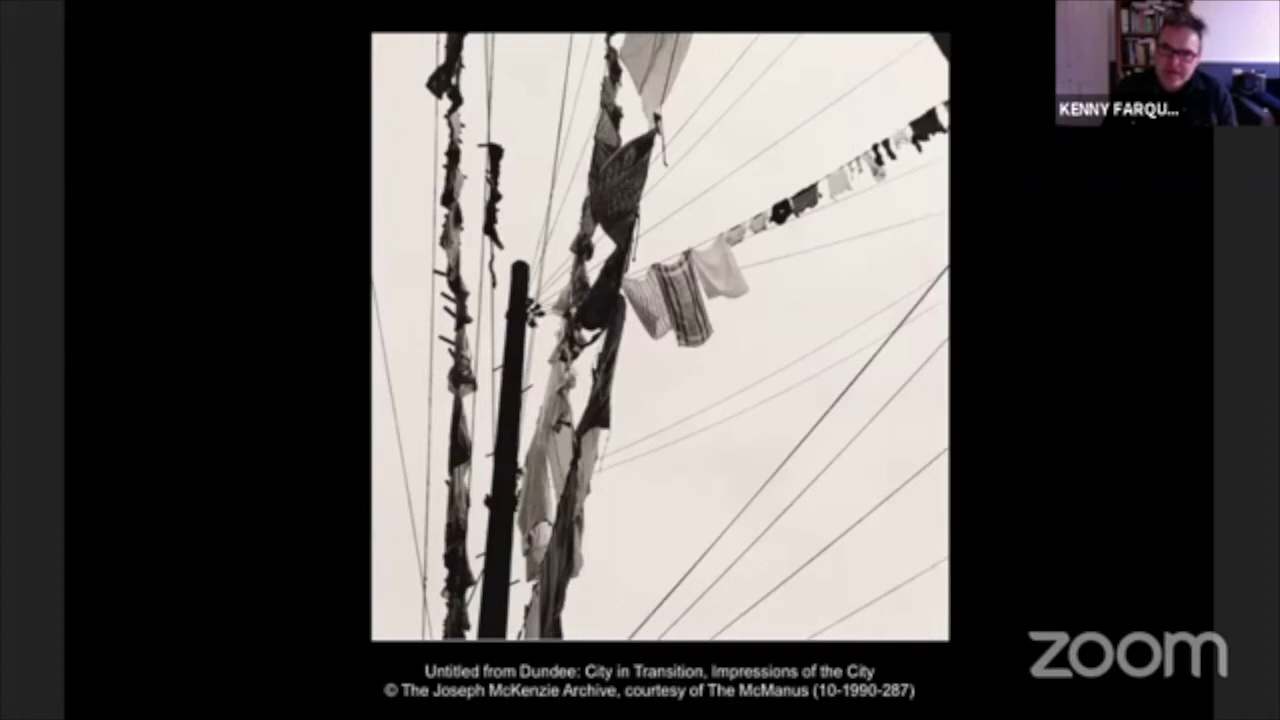 KENNY FARQU...
Untitled from Dundee: City in Transition, Impressions of the City
© The Joseph McKenzie Archive, courtesy of The McManus (10-1990-287)
zoom